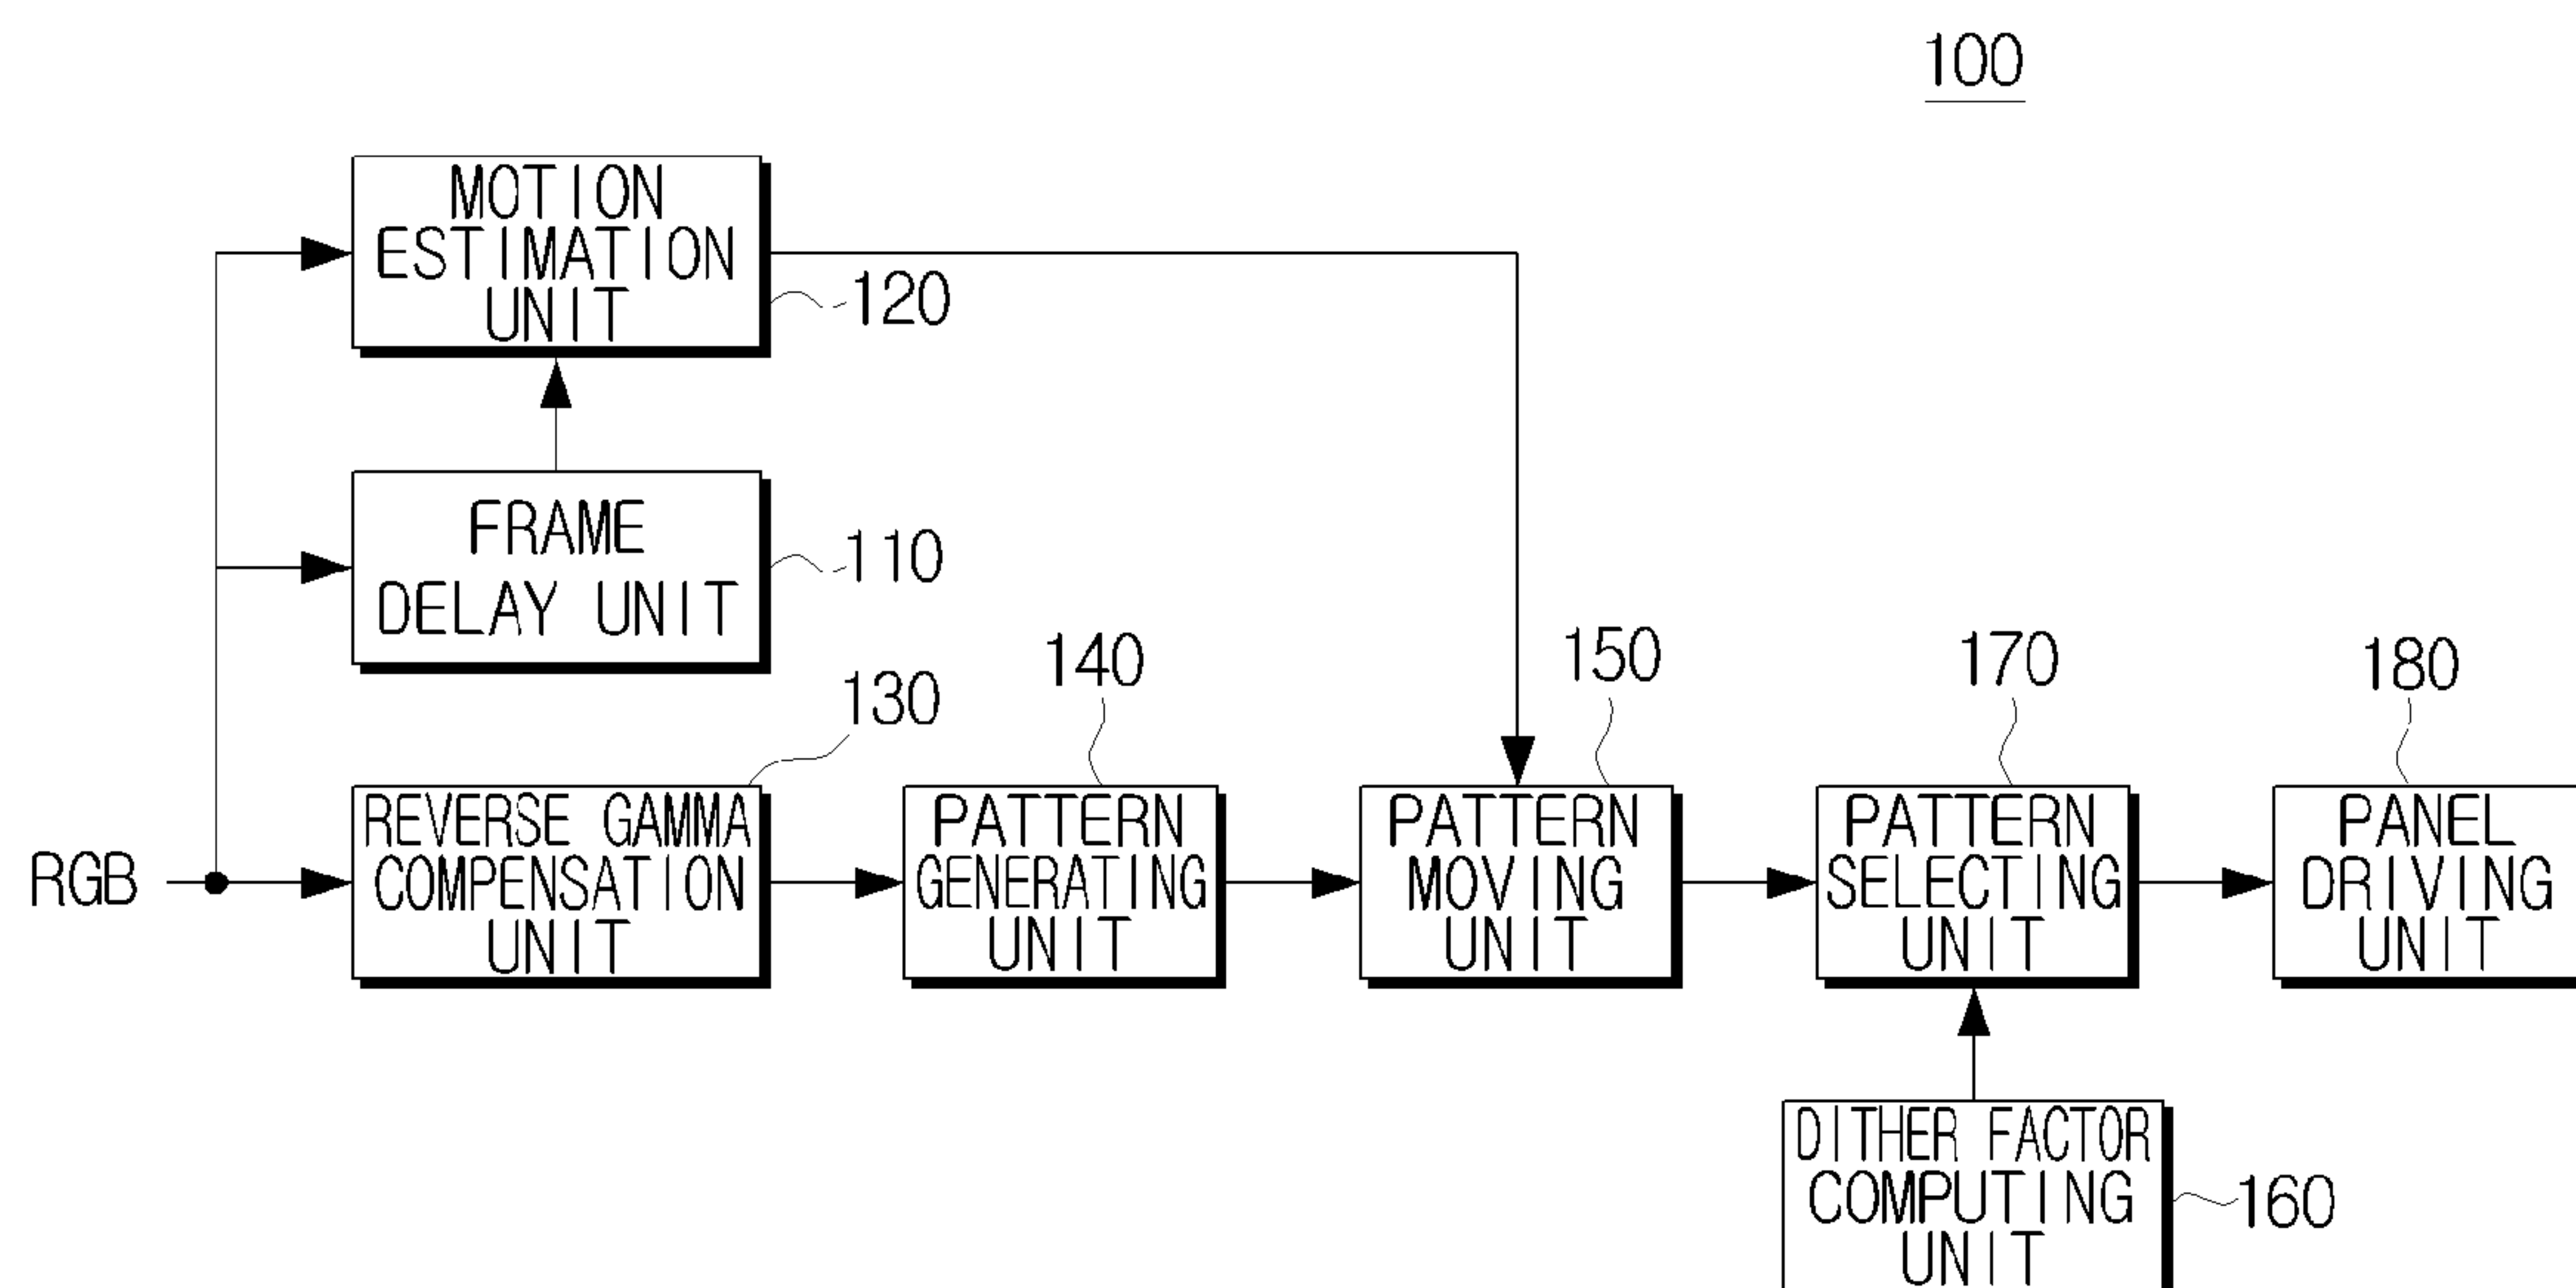 100
MOTION
ESTIMATION
UNIT
120
FRAME
DELAY UNIT
110
130
140
150
170
180
RGB
REVERSE GAMMA
COMPENSATION
UNIT
PATTERN
GENERATING
UNIT
PATTERN
MOVING
UNIT
PATTERN
SELECTING
UNIT
PANEL
DRIVING
UNIT
DITHER FACTOR
COMPUTING
UNIT
160